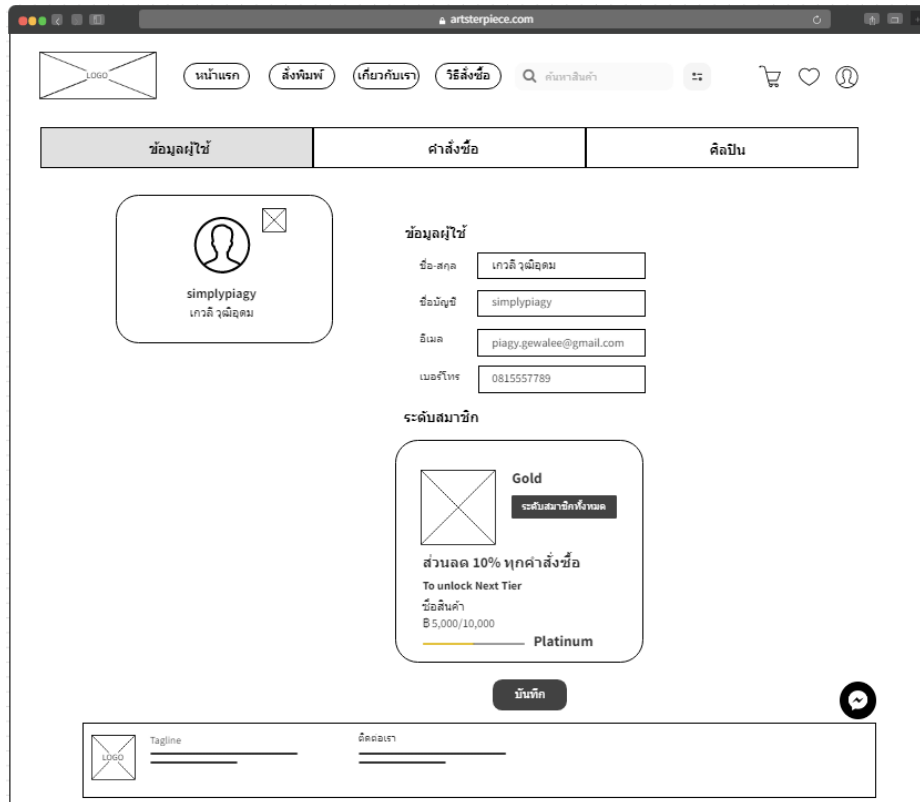 artsterpiece.com
LOGO
หน้าแรก
สั่งพิมพ์
เกี่ยวกับเรา
วิธีสั่งซื้อ
ค้นหาสินค้า
ข้อมูลผู้ใช้
คำสั่งซื้อ
ศิลปิน
simplypiagy
เกวลี วุฒิอุดม
ข้อมูลผู้ใช้
ชื่อ-สกุล
เกวลี วุฒิอุดม
ชื่อบัญชี
simplypiagy
อีเมล
piagy.gewalee@gmail.com
เบอร์โทร
0815557789
ระดับสมาชิก
Gold
ระดับสมาชิกทั้งหมด
ส่วนลด 10% ทุกคำสั่งซื้อ
To unlock Next Tier
ซื้อสินค้า
฿ 5,000/10,000
Platinum
บันทึก
LOGO
Tagline
ติดต่อเรา